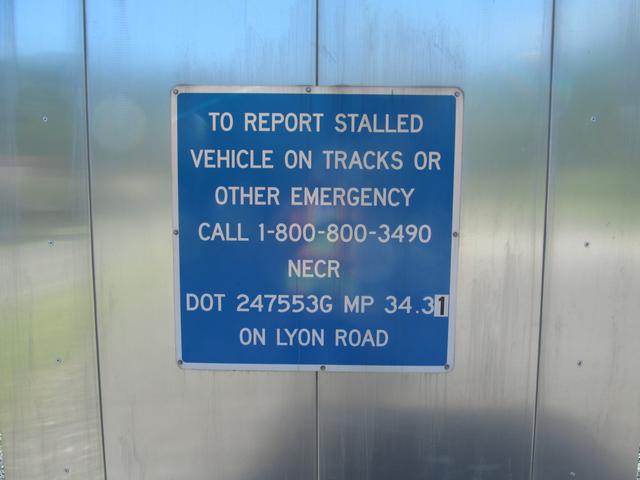 TO REPORT STALLED
VEHICLE ON TRACKS OR
OTHER EMERGENCY
CALL 1-800-800-3490
NECR
DOT 247553G MP 34.31
ON LYON ROAD